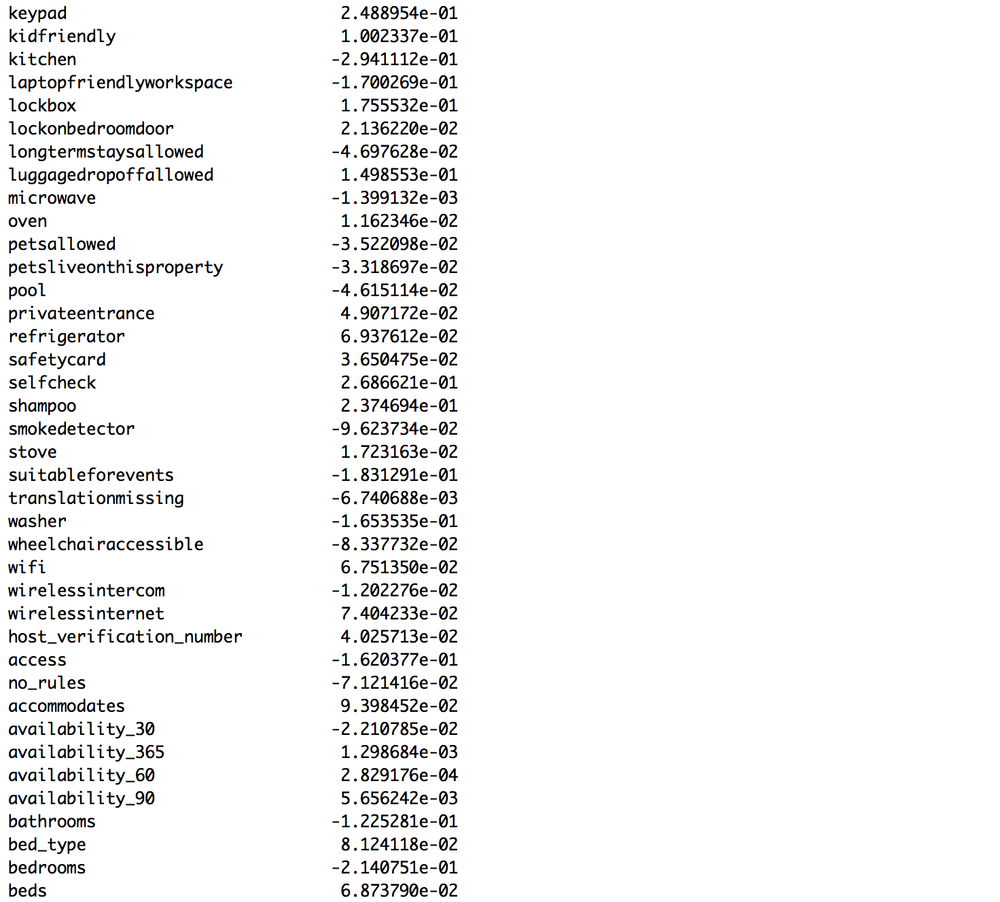 keypad 2.488954e-01
kidfriendly 1.002337e-01
kitchen -2.941112e-01
laptopfriendlyworkspace -1.700269e-01
lockbox 1.755532e-01
lockonbedroomdoor 2.136220e-02
longtermstaysallowed -4.697628e-02
luggagedropoffallowed 1.498553e-01
microwave -1.399132e-03
oven 1.162346e-02
petsallowed -3.522098e-02
petsliveonthisproperty -3.318697e-02
pool -4.615114e-02
privateentrance 4.907172e-02
refrigerator 6.937612e-02
safetycard 3.650475e-02
selfcheck 2.686621e-01
shampoo 2.374694e-01
smokedetector -9.623734e-02
stove 1.723163e-02
suitableforevents -1.831291e-01
translationmissing -6.740688e-03
washer -1.653535e-01
wheelchairaccessible -8.337732e-02
wifi 6.751350e-02
wirelessintercom -1.202276e-02
wirelessinternet 7.404233e-02
host_verification_number 4.025713e-02
access -1.620377e-01
no_rules -7.121416e-02
accommodates 9.398452e-02
availability_30 -2.210785e-02
availability_365 1.298684e-03
availability_60 2.829176e-04
availability_90 5.656242e-03
bathrooms -1.225281e-01
bed_type 8.124118e-02
bedrooms -2.140751e-01
beds 6.873790e-02